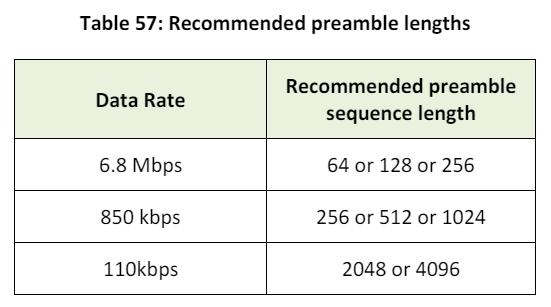 Table 57: Recommended preamble lengths
Data Rate
Recommended preamble
sequence length
6.8 Mbps
64 or 128 or 256
850 kbps
256 or 512 or 1024
110kbps
2048 or 4096